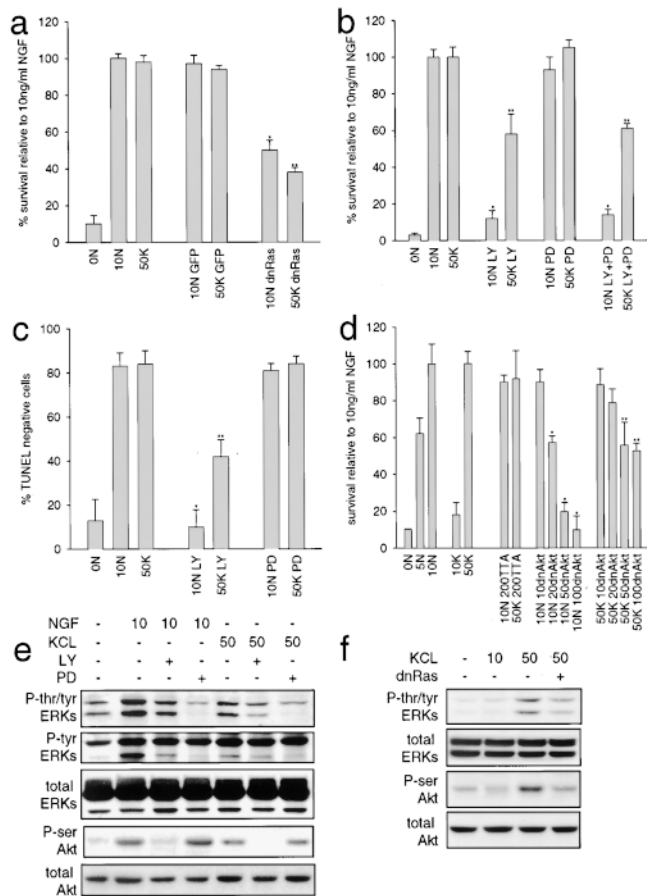 a
% survival relative to 10ng/ml NGF
120
100
80
60
40
20
0
* **
0N 10N 50K 10N GFP 50K GFP 10N dnRas 50K dnRas
b
% survival relative to 10ng/ml NGF
120
100
80
60
40
20
0
* ** * **
0N 10N 50K 10N LY 50K LY 10N PD 50K PD 10N LY+PD 50K LY+PD
c
% TUNEL negative cells
100
80
60
40
20
0
* **
0N 10N 50K 10N LY 50K LY 10N PD 50K PD
d
survival relative to 10ng/ml NGF
120
100
80
60
40
20
0
* * * ** **
0N 5N 10N 10K 50K 10N 200TTA 50K 200TTA 10N 10dnAkt 10N 20dnAkt 10N 50dnAkt 10N 100dnAkt 50K 10dnAkt 50K 20dnAkt 50K 50dnAkt 50K 100dnAkt
e
NGF - 10 10 10 - - -
KCL - - - - 50 50 50
LY - - + - - + -
PD - - - + - - +
P-thr/tyr
ERKs
P-tyr
ERKs
total
ERKs
P-ser
Akt
total
Akt
f
KCL - 10 50 50
dnRas - - - +
P-thr/tyr
ERKs
total
ERKs
P-ser
Akt
total
Akt